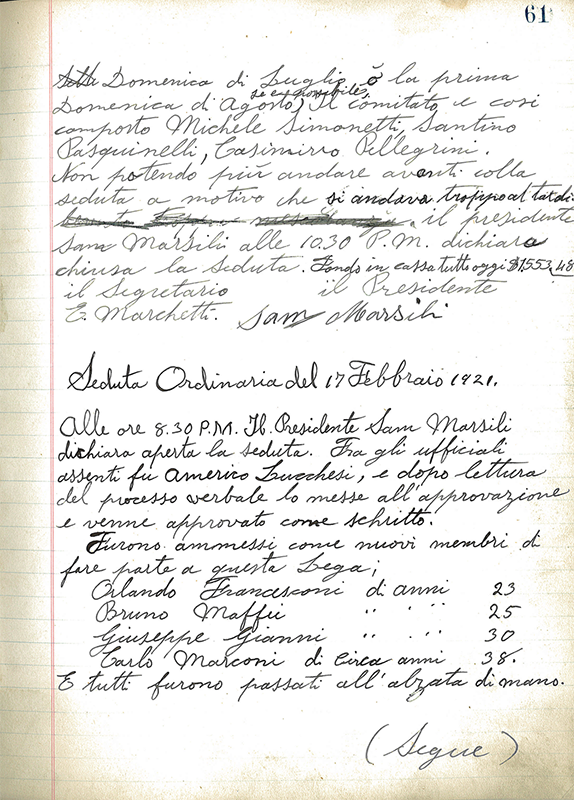 61
Domenica di Luglio, o la prima
se è possibile,
Domenica di Agosto, Il comitato e così
composto Michele Simonetti, Santino
Pasquinelli, Casimirro Pellegrini.
Non potendo piùr andare avanti colla
seduta a motivo che si andava troppo al tardi
il presidente
Sam Marsili alle 10.30 P.M. dichiara
chiusa la seduta. Fondo in cassa tutto oggi $1553,48
il Segretario il Presidente
E. Marchetti. Sam Marsili
Seduta Ordinaria del 17 Febbraio 1921.
Alle ore 8.30 P.M. Il Presidente Sam Marsili
dichiara aperta la seduta. Fra gli ufficiali
assenti fu Americo Lucchesi, e dopo lettura
del processo verbale lo messe all'approvazione
e venne approvato come schritto.
Furono ammessi come nuovi membri di
fare parte a questa Lega;
Orlando Francesconi di anni 23
Bruno Maffii " " " 25
Giuseppe Gianni " " " 30
Carlo Marconi di circa anni 38.
E tutti furono passati all'alzata di mano.
(Segue)